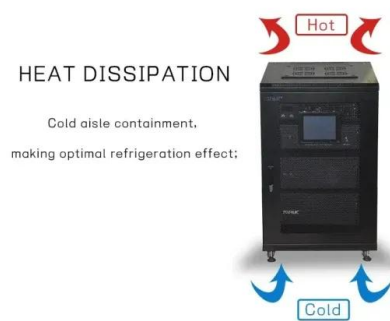 Hot
HEAT DISSIPATION
Cold aisle containment,
making optimal refrigeration effect;
Cold